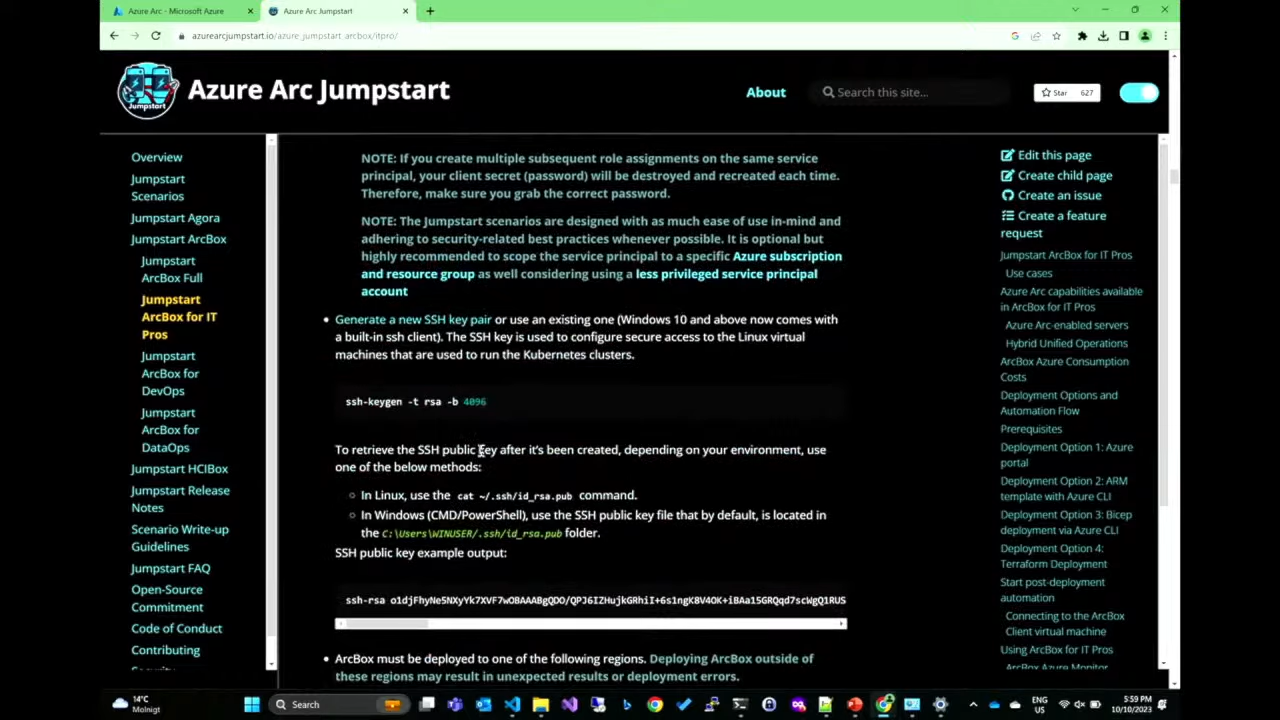 Azure Arc - Microsoft Azure
Azure Arc Jumpstart
azurearcjumpstart.io/azure_jumpstart_arcbox/itpro/
Jumpstart
Azure Arc Jumpstart
About
Search this site...
Star 627
Overview
Jumpstart
Scenarios
Jumpstart Agora
Jumpstart ArcBox
Jumpstart
ArcBox Full
Jumpstart
ArcBox for IT
Pros
Jumpstart
ArcBox for
DevOps
Jumpstart
ArcBox for
DataOps
Jumpstart HCIBox
Jumpstart Release
Notes
Scenario Write-up
Guidelines
Jumpstart FAQ
Open-Source
Commitment
Code of Conduct
Contributing
Security
NOTE: If you create multiple subsequent role assignments on the same service
principal, your client secret (password) will be destroyed and recreated each time.
Therefore, make sure you grab the correct password.
NOTE: The Jumpstart scenarios are designed with as much ease of use in-mind and
adhering to security-related best practices whenever possible. It is optional but
highly recommended to scope the service principal to a specific Azure subscription
and resource group as well considering using a less privileged service principal
account
Generate a new SSH key pair or use an existing one (Windows 10 and above now comes with
a built-in ssh client). The SSH key is used to configure secure access to the Linux virtual
machines that are used to run the Kubernetes clusters.
ssh-keygen -t rsa -b 4096
To retrieve the SSH public key after it's been created, depending on your environment, use
one of the below methods:
In Linux, use the cat ~/.ssh/id_rsa.pub command.
In Windows (CMD/PowerShell), use the SSH public key file that by default, is located in
the C:\Users\WINUSER/.ssh/id_rsa.pub folder.
SSH public key example output:
ssh-rsa o1djFhyNe5NXyYk7XVF7wOBAAABgQDO/QPJ6IZHujkGRhiI+6s1ngK8V4OK+iBAa15GRQqd7scWgQ1RUS
ArcBox must be deployed to one of the following regions. Deploying ArcBox outside of
these regions may result in unexpected results or deployment errors.
Edit this page
Create child page
Create an issue
Create a feature
request
Jumpstart ArcBox for IT Pros
Use cases
Azure Arc capabilities available
in ArcBox for IT Pros
Azure Arc-enabled servers
Hybrid Unified Operations
ArcBox Azure Consumption
Costs
Deployment Options and
Automation Flow
Prerequisites
Deployment Option 1: Azure
portal
Deployment Option 2: ARM
template with Azure CLI
Deployment Option 3: Bicep
deployment via Azure CLI
Deployment Option 4:
Terraform Deployment
Start post-deployment
automation
Connecting to the ArcBox
Client virtual machine
Using ArcBox for IT Pros
ArcBox Azure Monitor
14°C
Molnigt
Search
ENG
US
5:59 PM
10/10/2023